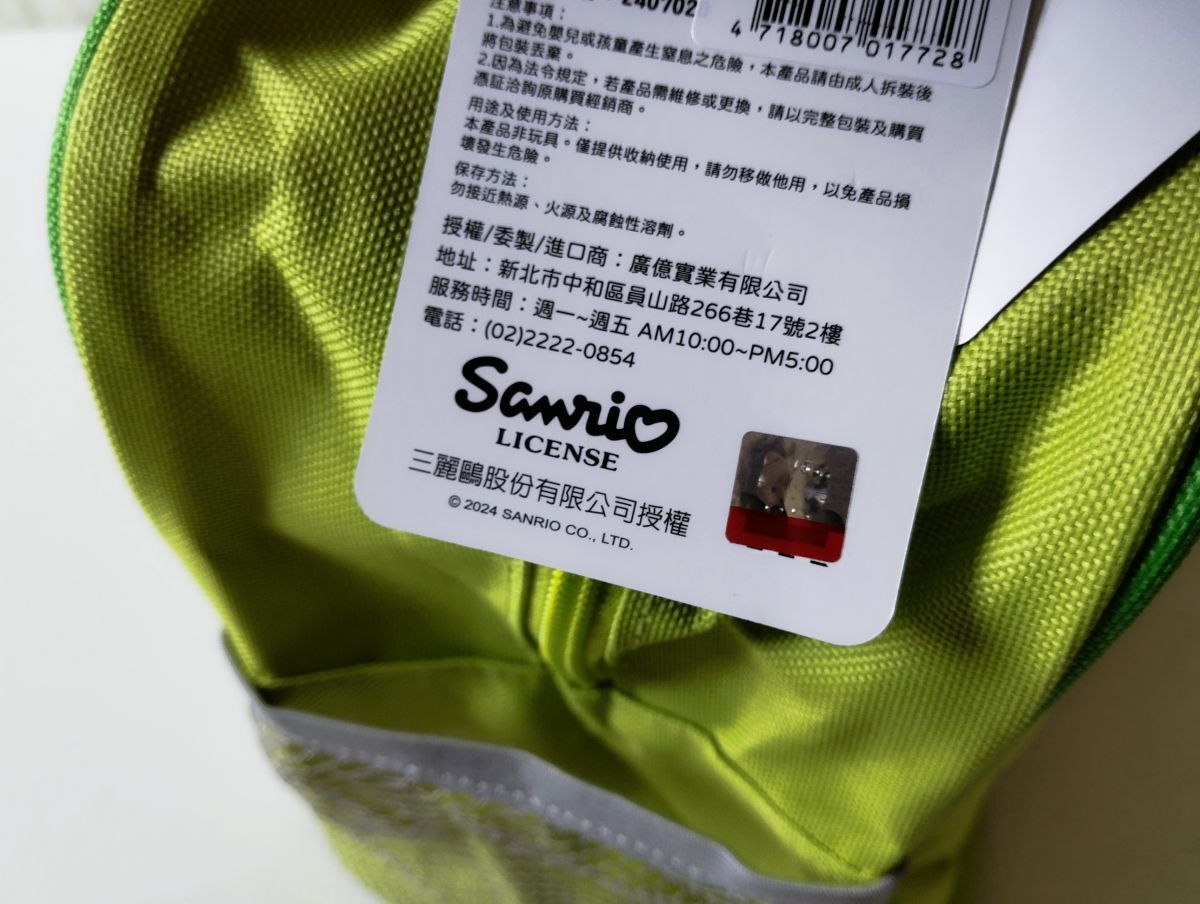 240702
4 718007 017728
注意事項：
1.為避免嬰兒或孩童產生窒息之危險，本產品請由成人拆裝後
將包裝丟棄。
2.因為法令規定，若產品需維修或更換，請以完整包裝及購買
憑証洽詢原購買經銷商。
用途及使用方法：
本產品非玩具。僅提供收納使用，請勿移做他用，以免產品損
壞發生危險。
保存方法：
勿接近熱源、火源及腐蝕性溶劑。
授權/委製/進口商：廣億實業有限公司
地址：新北市中和區員山路266巷17號2樓
服務時間：週一~週五 AM10:00~PM5:00
電話：(02)2222-0854
Sanrio
LICENSE
三麗鷗股份有限公司授權
© 2024 SANRIO CO., LTD.